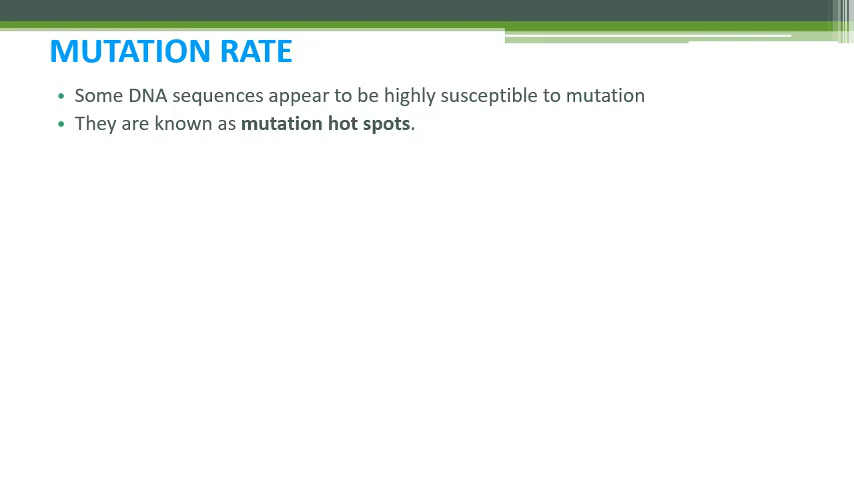 MUTATION RATE
• Some DNA sequences appear to be highly susceptible to mutation
• They are known as mutation hot spots.